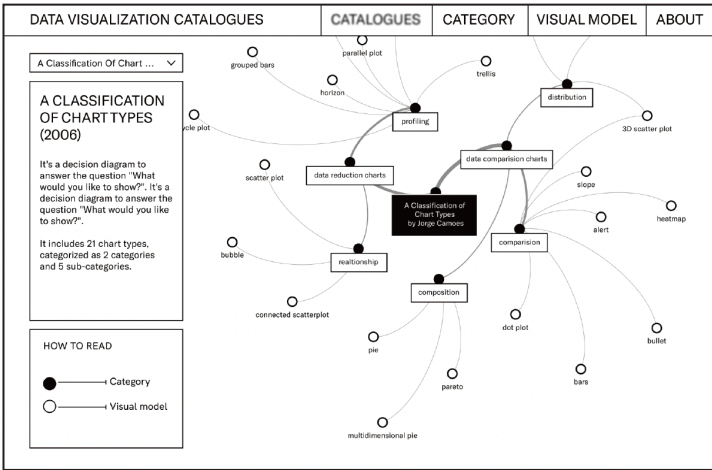 DATA VISUALIZATION CATALOGUES
CATALOGUES
CATEGORY
VISUAL MODEL
ABOUT
A Classification Of Chart ...
A CLASSIFICATION
OF CHART TYPES
(2006)
It's a decision diagram to
answer the question "What
would you like to show?". It's a
decision diagram to answer the
question "What would you like
to show?".
It includes 21 chart types,
categorized as 2 categories
and 5 sub-categories.
HOW TO READ
Category
Visual model
parallel plot
grouped bars
trellis
horizon
distribution
profiling
3D scatter plot
data comparision charts
scatter plot
data reduction charts
slope
A Classification of
Chart Types
by Jorge Camoes
heatmap
alert
comparision
bubble
realtionship
composition
connected scatterplot
dot plot
pie
bullet
pareto
bars
multidimensional pie